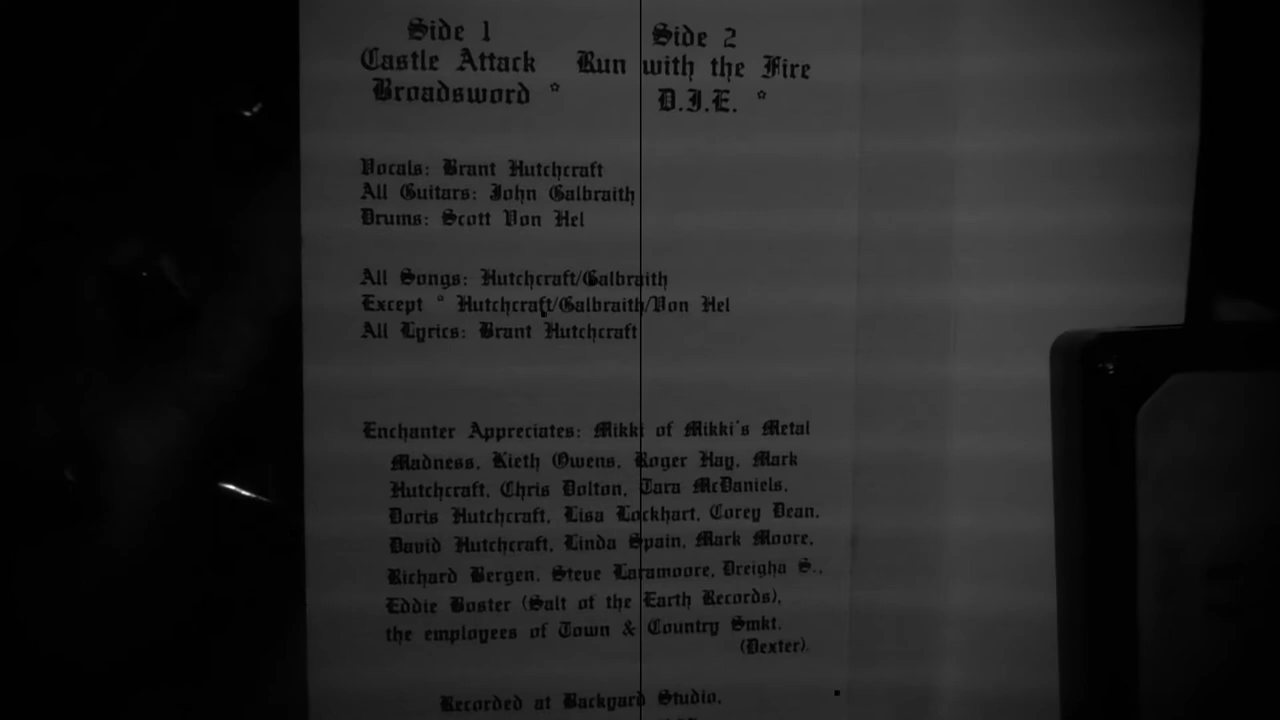 Side 1 Side 2
Castle Attack Run with the Fire
Broadsword * D.I.E. *
Vocals: Brant Hutchcraft
All Guitars: John Galbraith
Drums: Scott Von Hel
All Songs: Hutchcraft/Galbraith
Except * Hutchcraft/Galbraith/Von Hel
All Lyrics: Brant Hutchcraft
Enchanter Appreciates: Mikki of Mikki's Metal
Madness, Kieth Owens, Roger Hay, Mark
Hutchcraft, Chris Dolton, Tara McDaniels,
Doris Hutchcraft, Lisa Lockhart, Corey Dean,
David Hutchcraft, Linda Spain, Mark Moore,
Richard Bergen, Steve Laramoore, Dreigha S.,
Eddie Boster (Salt of the Earth Records),
the employees of Town & Country Smkt.
(Dexter).
Recorded at Backyard Studio,